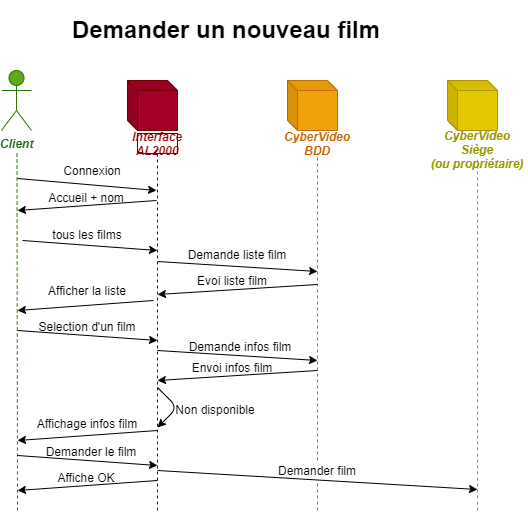 Demander un nouveau film
Client
Interface
AL2000
CyberVideo
BDD
CyberVideo
Siège
(ou propriétaire)
Connexion
Accueil + nom
tous les films
Demande liste film
Evoi liste film
Afficher la liste
Selection d'un film
Demande infos film
Envoi infos film
Non disponible
Affichage infos film
Demander le film
Demander film
Affiche OK